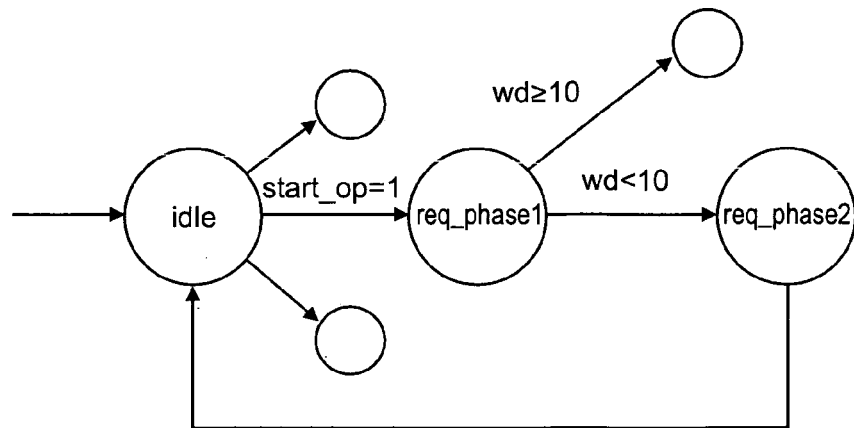 wd≥10
start_op=1
wd<10
idle
req_phase1
req_phase2